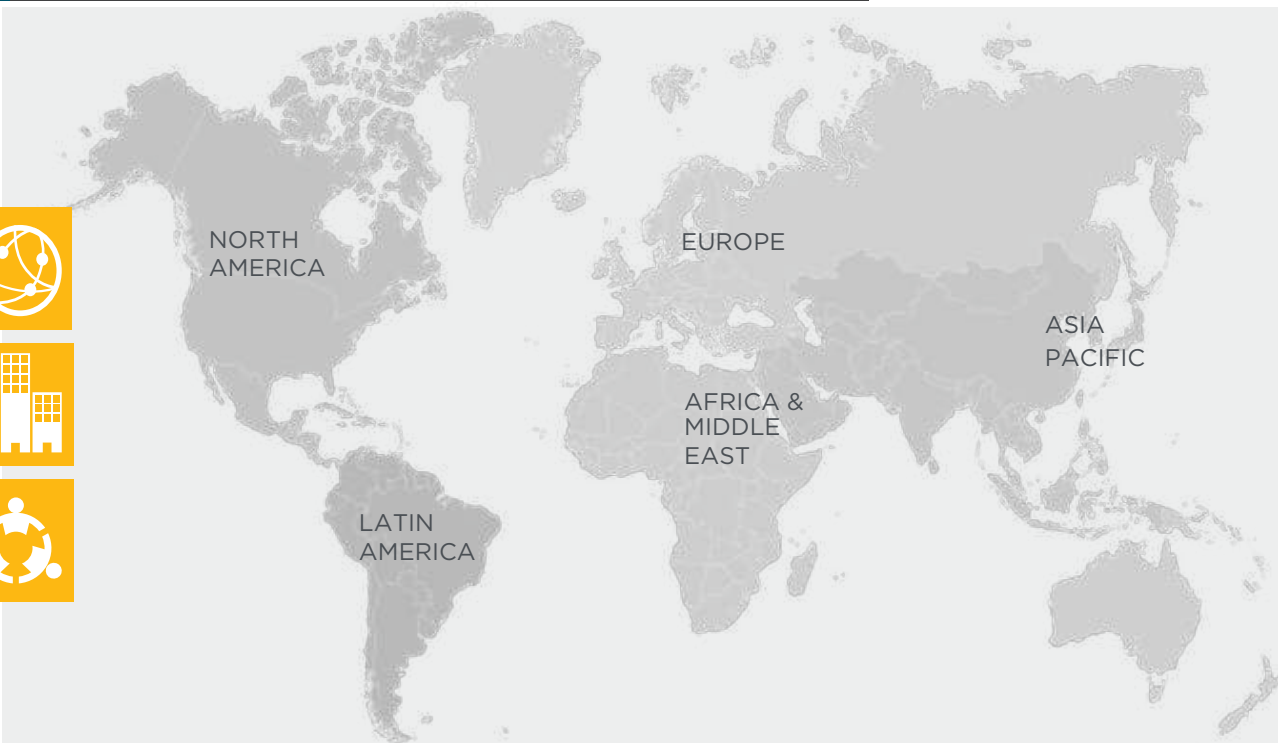 NORTH
AMERICA
EUROPE
ASIA
PACIFIC
AFRICA &
MIDDLE
EAST
LATIN
AMERICA